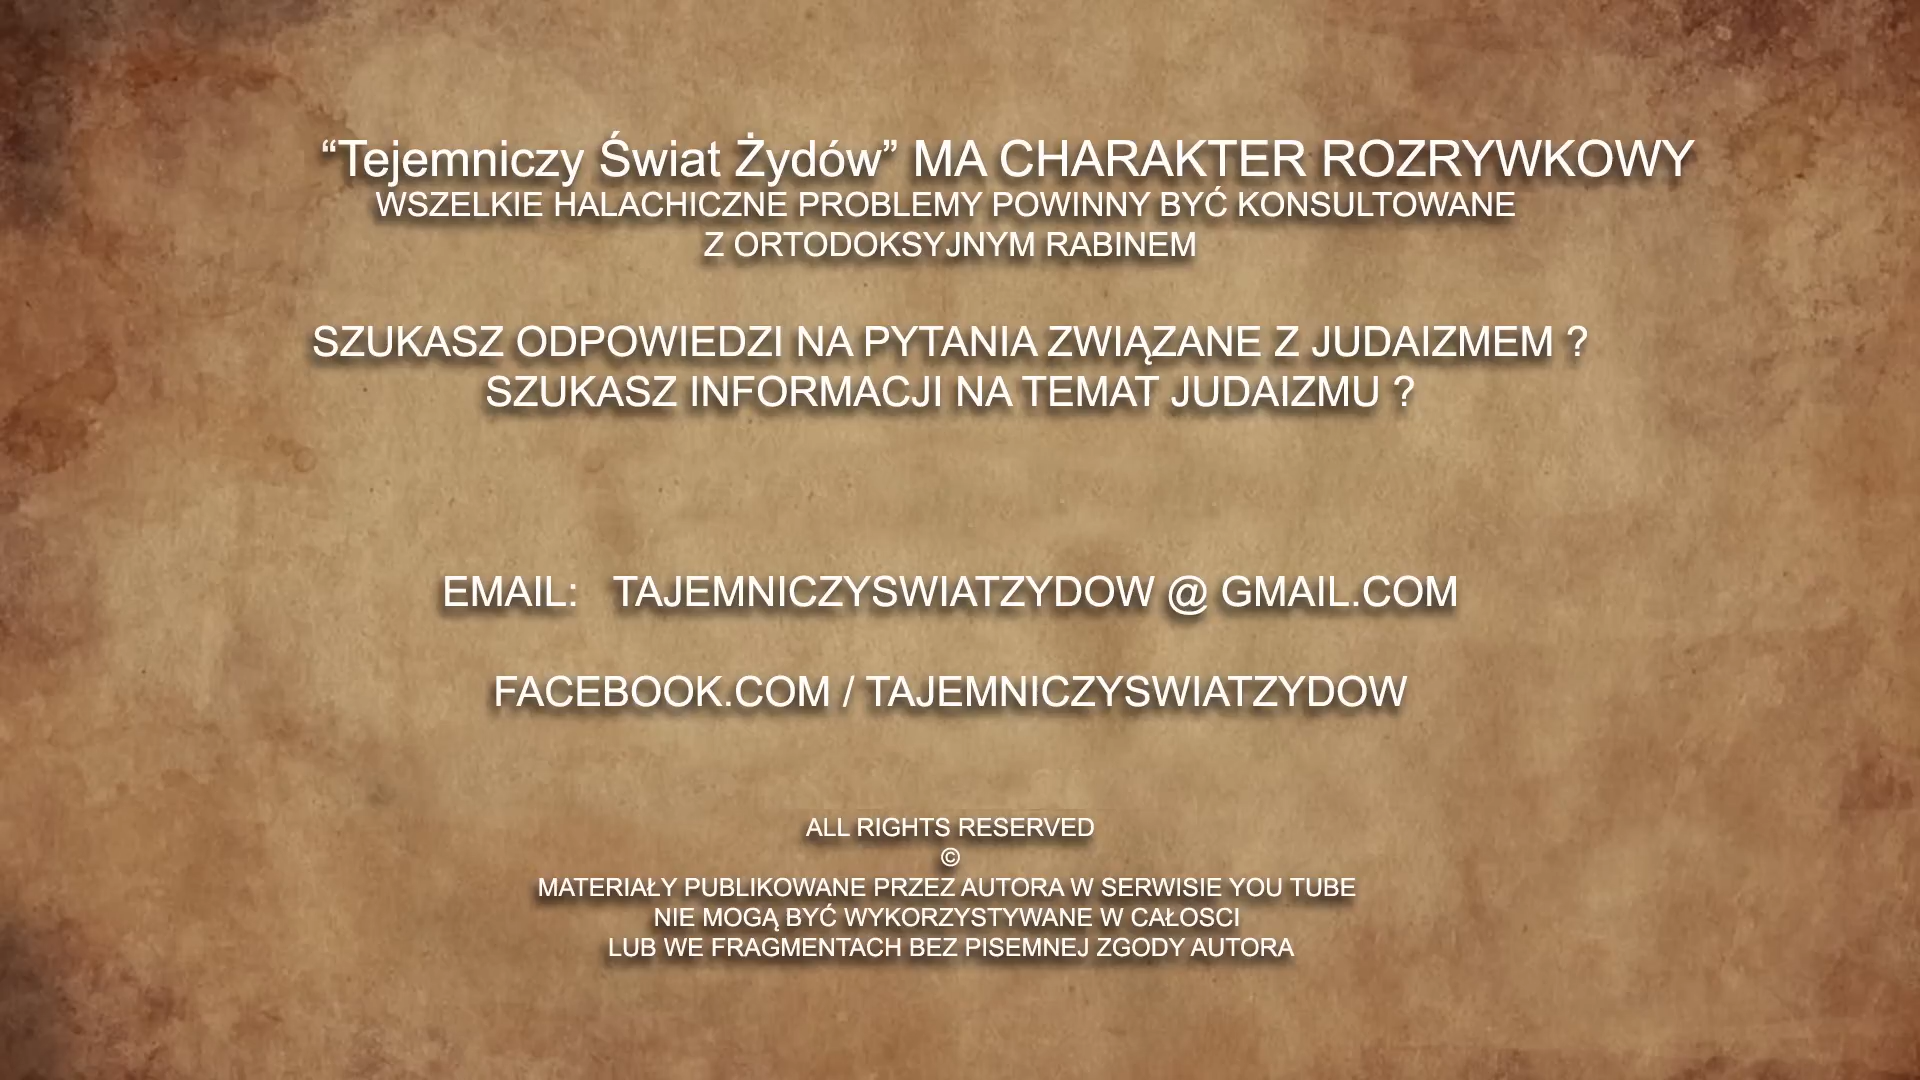 “Tejemniczy Świat Żydów” MA CHARAKTER ROZRYWKOWY
WSZELKIE HALACHICZNE PROBLEMY POWINNY BYĆ KONSULTOWANE
Z ORTODOKSYJNYM RABINEM
SZUKASZ ODPOWIEDZI NA PYTANIA ZWIĄZANE Z JUDAIZMEM ?
SZUKASZ INFORMACJI NA TEMAT JUDAIZMU ?
EMAIL: TAJEMNICZYSWIATZYDOW @ GMAIL.COM
FACEBOOK.COM / TAJEMNICZYSWIATZYDOW
ALL RIGHTS RESERVED
©
MATERIAŁY PUBLIKOWANE PRZEZ AUTORA W SERWISIE YOU TUBE
NIE MOGĄ BYĆ WYKORZYSTYWANE W CAŁOSCI
LUB WE FRAGMENTACH BEZ PISEMNEJ ZGODY AUTORA